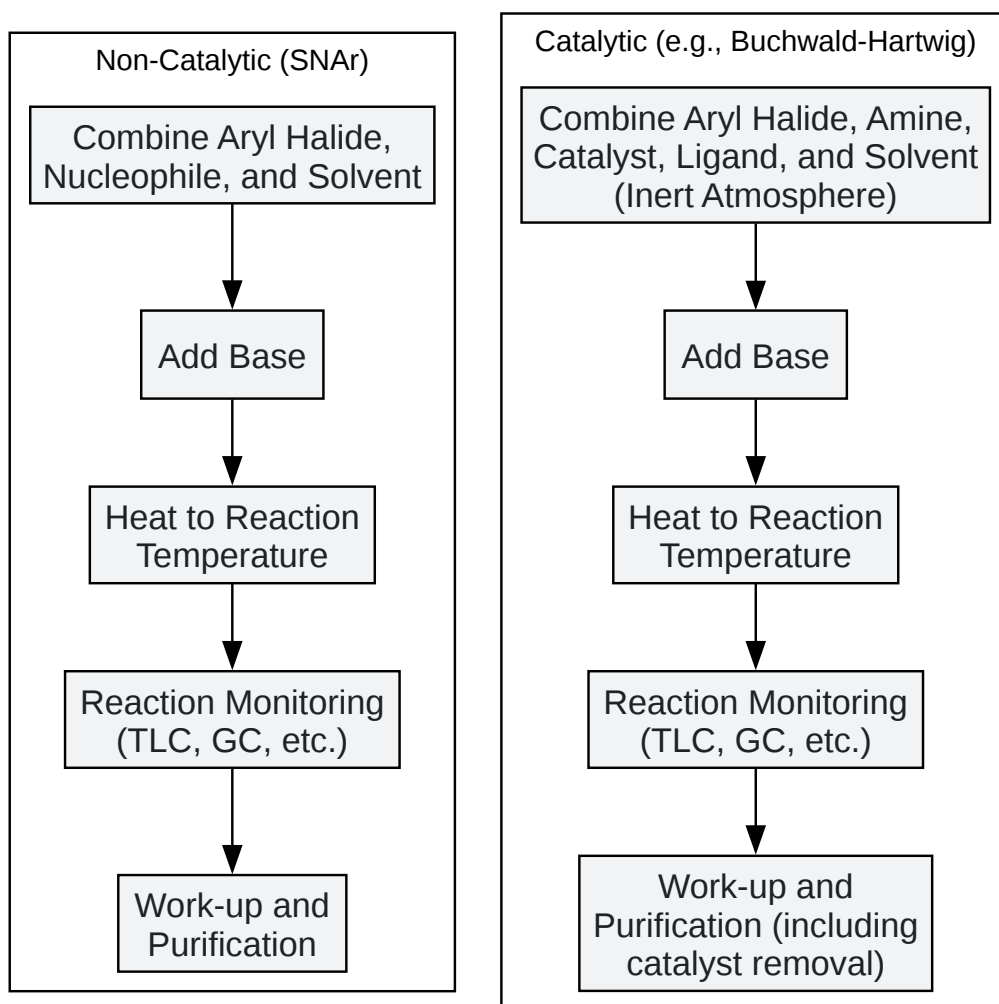 Non-Catalytic (SNAr)
Combine Aryl Halide,
Nucleophile, and Solvent
Add Base
Heat to Reaction
Temperature
Reaction Monitoring
(TLC, GC, etc.)
Work-up and
Purification
Catalytic (e.g., Buchwald-Hartwig)
Combine Aryl Halide, Amine,
Catalyst, Ligand, and Solvent
(Inert Atmosphere)
Add Base
Heat to Reaction
Temperature
Reaction Monitoring
(TLC, GC, etc.)
Work-up and
Purification (including
catalyst removal)